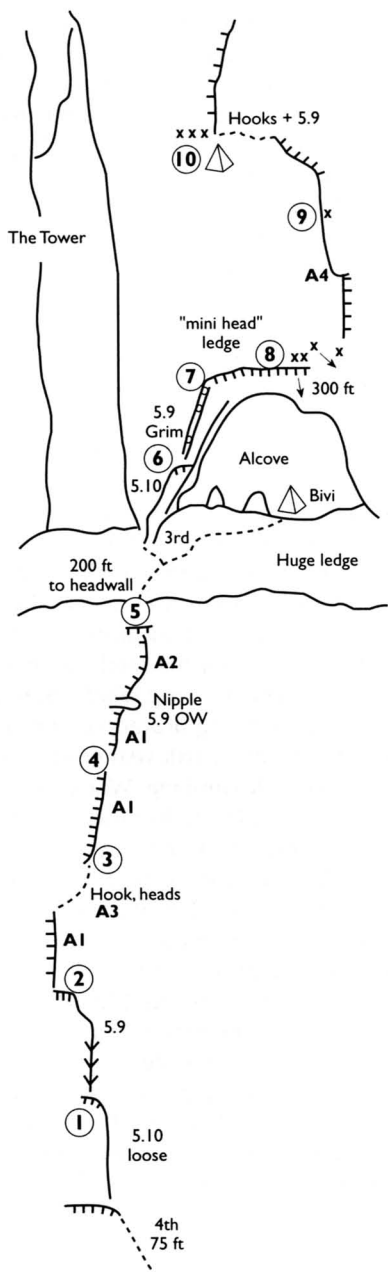 Hooks + 5.9
x x x
10
9
x
The Tower
A4
"mini head"
ledge
8
xx
x
x
7
300 ft
5.9
Grim
6
Alcove
5.10
Bivi
3rd
200 ft
to headwall
Huge ledge
5
A2
Nipple
5.9 OW
A1
4
A1
3
Hook, heads
A3
A1
2
5.9
1
5.10
loose
4th
75 ft